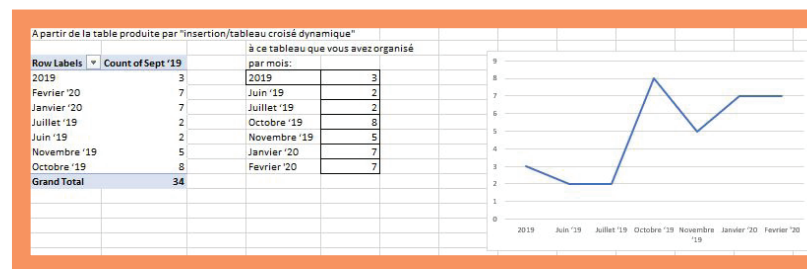 A partir de la table produite par "insertion/tableau croisé dynamique"
à ce tableau que vous avez organisé
par mois:
Row Labels Count of Sept '19
2019 3
Fevrier '20 7
Janvier '20 7
Juillet '19 2
Juin '19 2
Novembre '19 5
Octobre '19 8
Grand Total 34
2019 3
Juin '19 2
Juillet '19 2
Octobre '19 8
Novembre '19 5
Janvier '20 7
Fevrier '20 7
9
8
7
6
5
4
3
2
1
0
2019 Juin '19 Juillet '19 Octobre '19 Novembre '19 Janvier '20 Fevrier '20